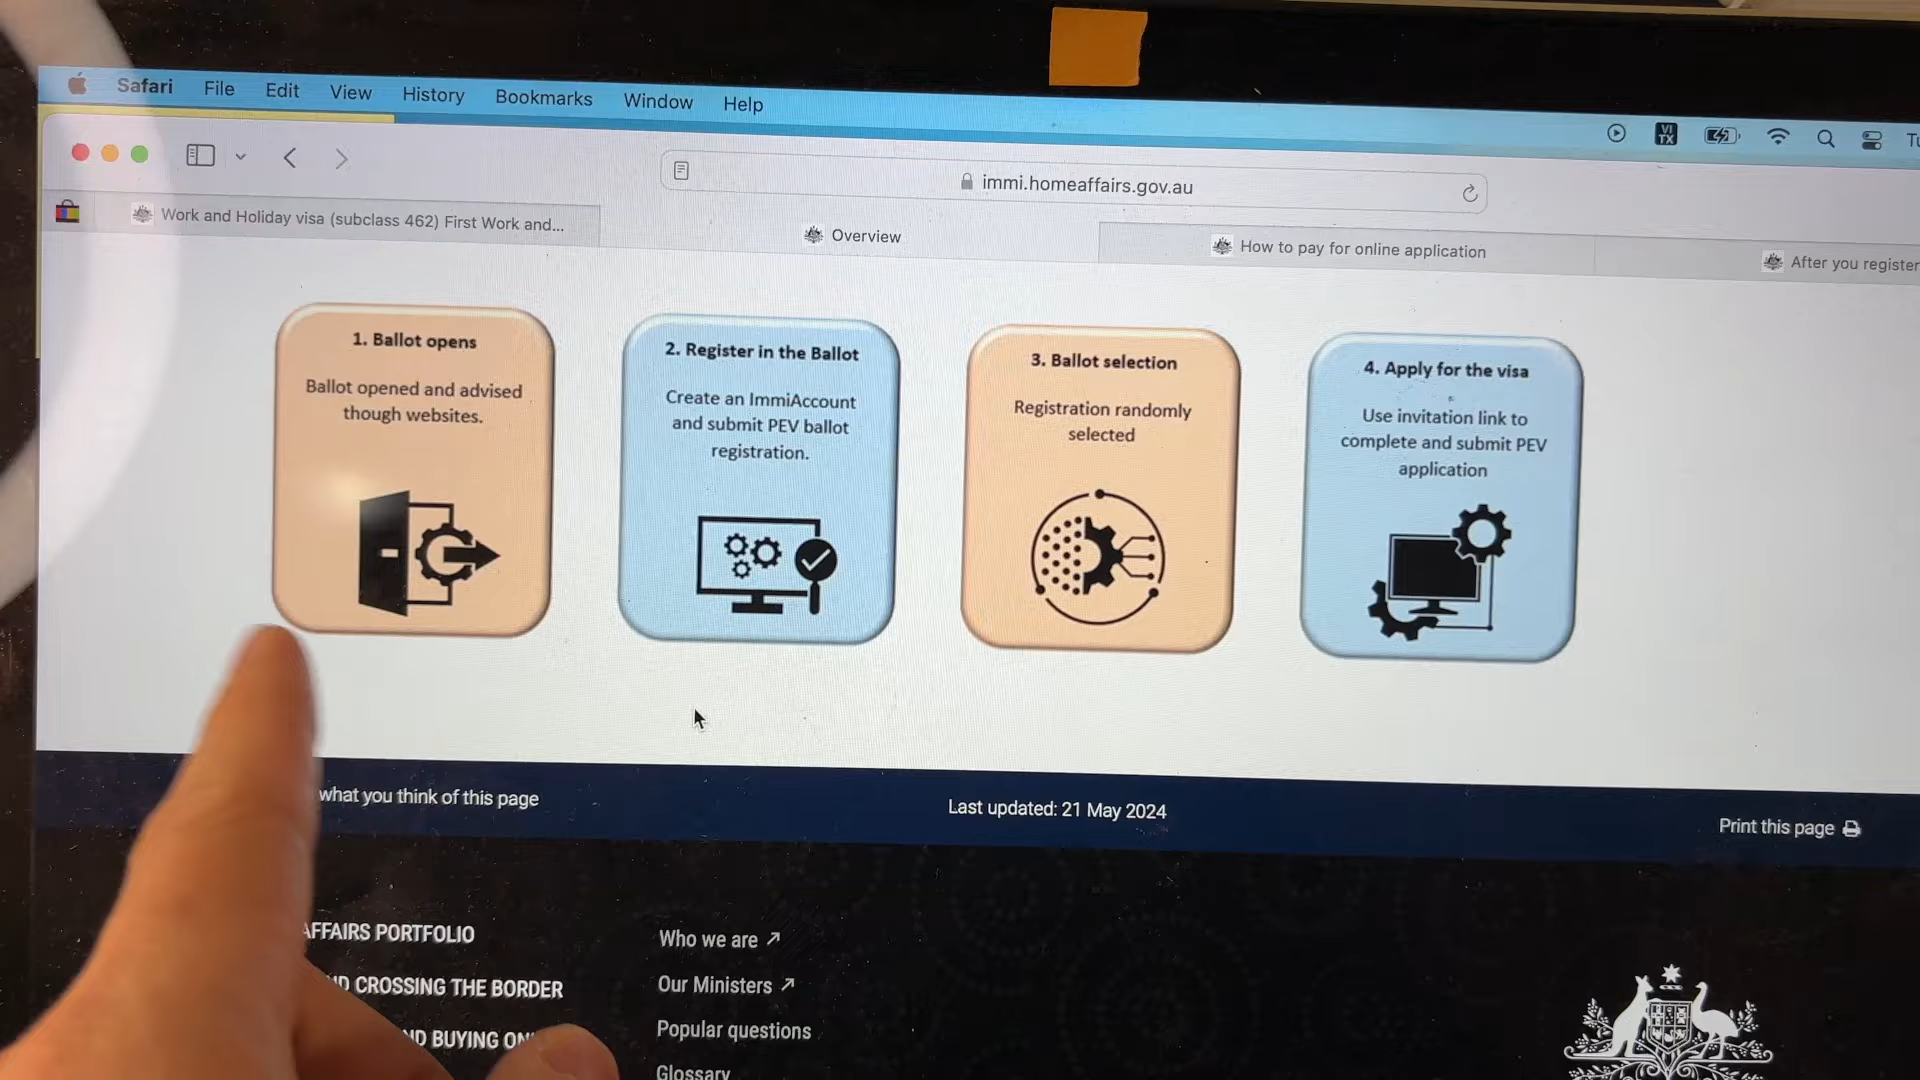 Safari File Edit View History Bookmarks Window Help
VI
TX
immi.homeaffairs.gov.au
Work and Holiday visa (subclass 462) First Work and...
Overview
How to pay for online application
After you register
1. Ballot opens
Ballot opened and advised
though websites.
2. Register in the Ballot
Create an ImmiAccount
and submit PEV ballot
registration.
3. Ballot selection
Registration randomly
selected
4. Apply for the visa
Use invitation link to
complete and submit PEV
application
what you think of this page
Last updated: 21 May 2024
Print this page
AFFAIRS PORTFOLIO
CROSSING THE BORDER
BUYING
Who we are
Our Ministers
Popular questions
Glossary